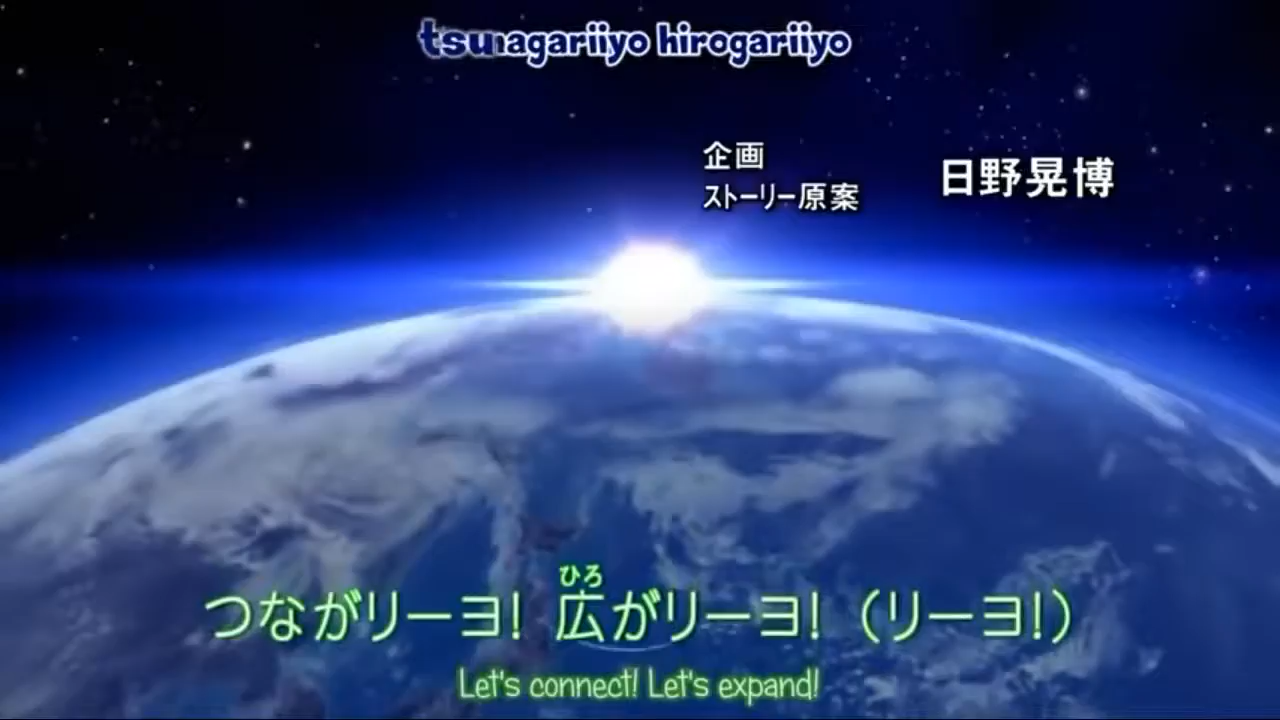 tsunagariiyo hirogariiyo
企画
ストーリー原案
日野晃博
ひろ
つながリーヨ! 広がリーヨ! (リーヨ!)
Let's connect! Let's expand!